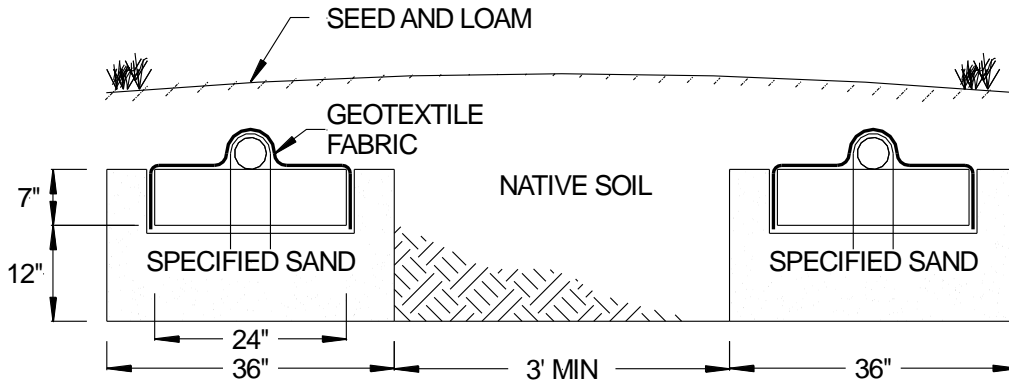 SEED AND LOAM
GEOTEXTILE
FABRIC
7"
NATIVE SOIL
12"
SPECIFIED SAND
SPECIFIED SAND
24"
36"
3' MIN
36"